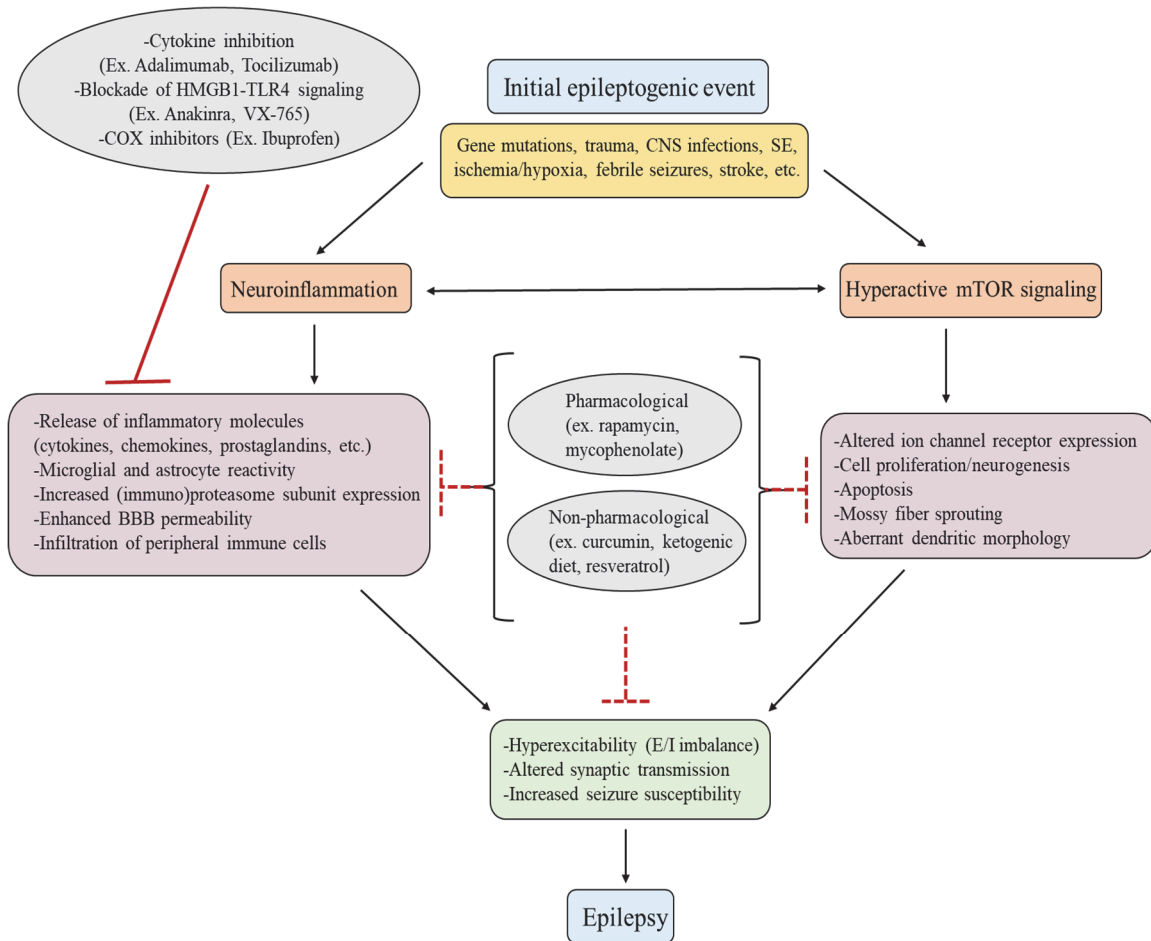 -Cytokine inhibition
(Ex. Adalimumab, Tocilizumab)
-Blockade of HMGB1-TLR4 signaling
(Ex. Anakinra, VX-765)
-COX inhibitors (Ex. Ibuprofen)
Initial epileptogenic event
Gene mutations, trauma, CNS infections, SE,
ischemia/hypoxia, febrile seizures, stroke, etc.
Neuroinflammation
Hyperactive mTOR signaling
-Release of inflammatory molecules
(cytokines, chemokines, prostaglandins, etc.)
-Microglial and astrocyte reactivity
-Increased (immuno)proteasome subunit expression
-Enhanced BBB permeability
-Infiltration of peripheral immune cells
Pharmacological
(ex. rapamycin,
mycophenolate)
Non-pharmacological
(ex. curcumin, ketogenic
diet, resveratrol)
-Altered ion channel receptor expression
-Cell proliferation/neurogenesis
-Apoptosis
-Mossy fiber sprouting
-Aberrant dendritic morphology
-Hyperexcitability (E/I imbalance)
-Altered synaptic transmission
-Increased seizure susceptibility
Epilepsy